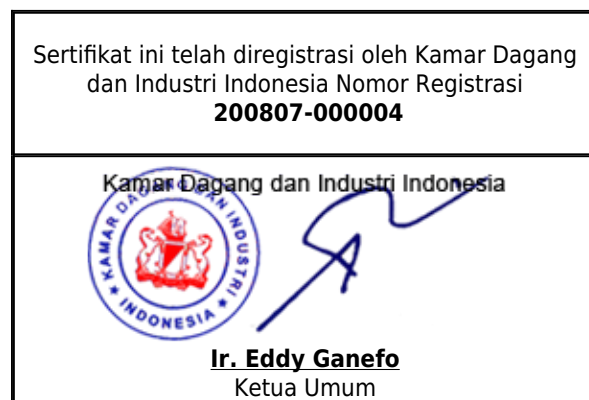 Sertifikat ini telah diregistrasi oleh Kamar Dagang
dan Industri Indonesia Nomor Registrasi
200807-000004
Kamar Dagang dan Industri Indonesia
KAMAR DAGANG DAN INDUSTRI
★ INDONESIA ★
Ir. Eddy Ganefo
Ketua Umum